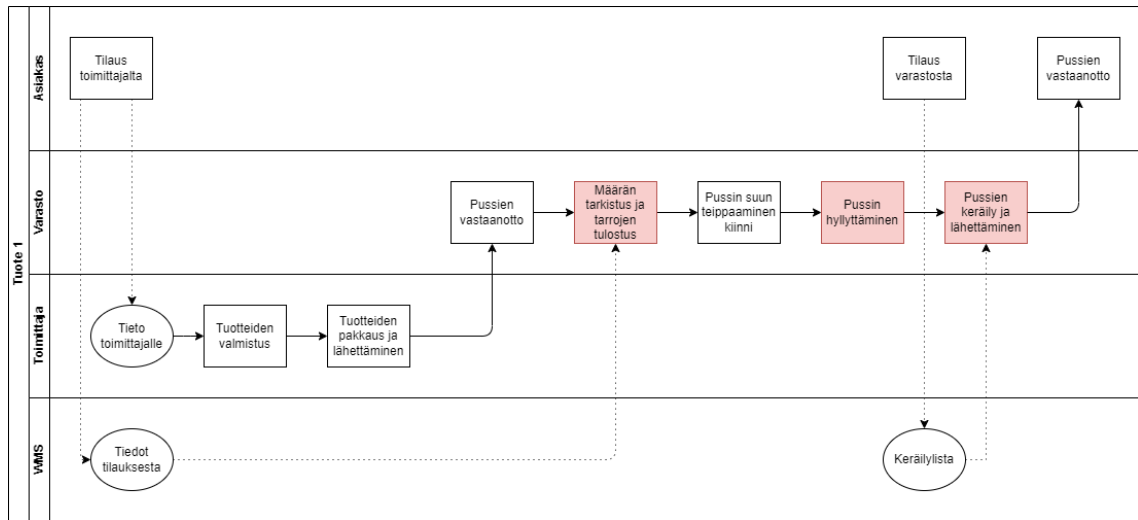 Tuote 1
Asiakas
Tilaus
toimittajalta
Tilaus
varastosta
Pussien
vastaanotto
Varasto
Pussien
vastaanotto
Määrän
tarkistus ja
tarrojen
tulostus
Pussin suun
teippaaminen
kiinni
Pussin
hyllyttäminen
Pussien
keräily ja
lähettäminen
Toimittaja
Tieto
toimittajalle
Tuotteiden
valmistus
Tuotteiden
pakkaus ja
lähettäminen
WMS
Tiedot
tilauksesta
Keräilylista